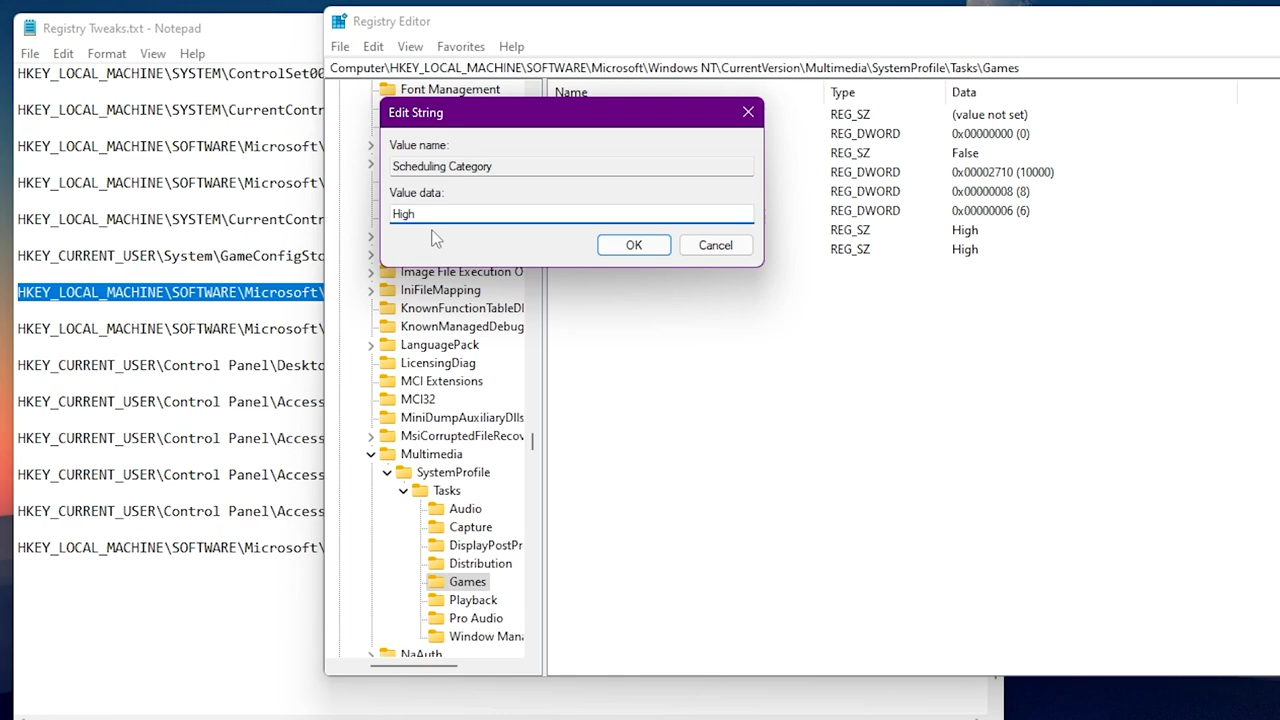 Registry Tweaks.txt - Notepad
File Edit Format View Help
HKEY_LOCAL_MACHINE\SYSTEM\ControlSet00
HKEY_LOCAL_MACHINE\SYSTEM\CurrentContr
HKEY_LOCAL_MACHINE\SOFTWARE\Microsoft\
HKEY_LOCAL_MACHINE\SOFTWARE\Microsoft\
HKEY_LOCAL_MACHINE\SYSTEM\CurrentContr
HKEY_CURRENT_USER\System\GameConfigSto
HKEY_LOCAL_MACHINE\SOFTWARE\Microsoft\
HKEY_LOCAL_MACHINE\SOFTWARE\Microsoft\
HKEY_CURRENT_USER\Control Panel\Deskto
HKEY_CURRENT_USER\Control Panel\Access
HKEY_CURRENT_USER\Control Panel\Access
HKEY_CURRENT_USER\Control Panel\Access
HKEY_CURRENT_USER\Control Panel\Access
HKEY_LOCAL_MACHINE\SOFTWARE\Microsoft\
Registry Editor
File Edit View Favorites Help
Computer\HKEY_LOCAL_MACHINE\SOFTWARE\Microsoft\Windows NT\CurrentVersion\Multimedia\SystemProfile\Tasks\Games
Font Management
Edit String
Value name:
Scheduling Category
Value data:
High
OK Cancel
Image File Execution O
IniFileMapping
KnownFunctionTableDl
KnownManagedDebug
LanguagePack
LicensingDiag
MCI Extensions
MCI32
MiniDumpAuxiliaryDlls
MsiCorruptedFileRecov
Multimedia
SystemProfile
Tasks
Audio
Capture
DisplayPostPr
Distribution
Games
Playback
Pro Audio
Window Man
NaAuth
Name Type Data
REG_SZ (value not set)
REG_DWORD 0x00000000 (0)
REG_SZ False
REG_DWORD 0x00002710 (10000)
REG_DWORD 0x00000008 (8)
REG_DWORD 0x00000006 (6)
REG_SZ High
REG_SZ High